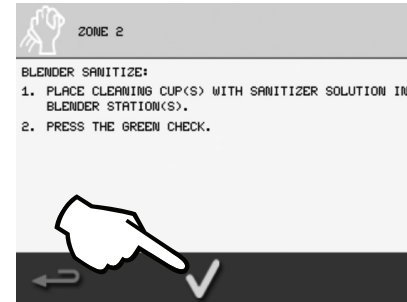 ZONE 2
BLENDER SANITIZE:
1. PLACE CLEANING CUP(S) WITH SANITIZER SOLUTION IN
BLENDER STATION(S).
2. PRESS THE GREEN CHECK.